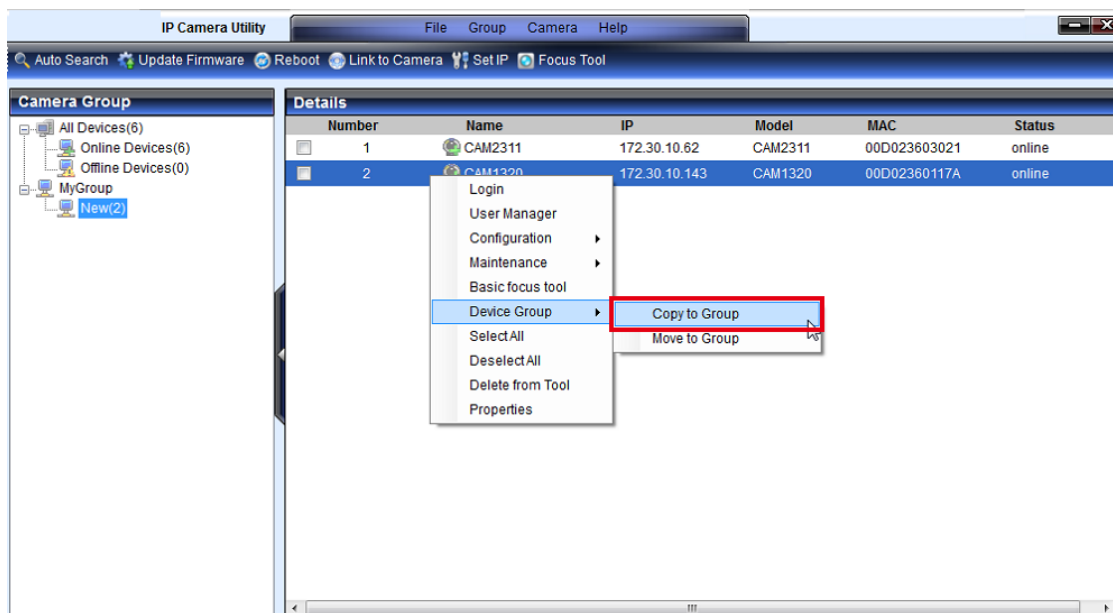 IP Camera Utility File Group Camera Help
Auto Search Update Firmware Reboot Link to Camera Set IP Focus Tool
Camera Group
All Devices(6)
Online Devices(6)
Offline Devices(0)
MyGroup
New(2)
Details
Number Name IP Model MAC Status
1 CAM2311 172.30.10.62 CAM2311 00D023603021 online
2 CAM1320 172.30.10.143 CAM1320 00D02360117A online
Login
User Manager
Configuration
Maintenance
Basic focus tool
Device Group
Select All
Deselect All
Delete from Tool
Properties
Copy to Group
Move to Group